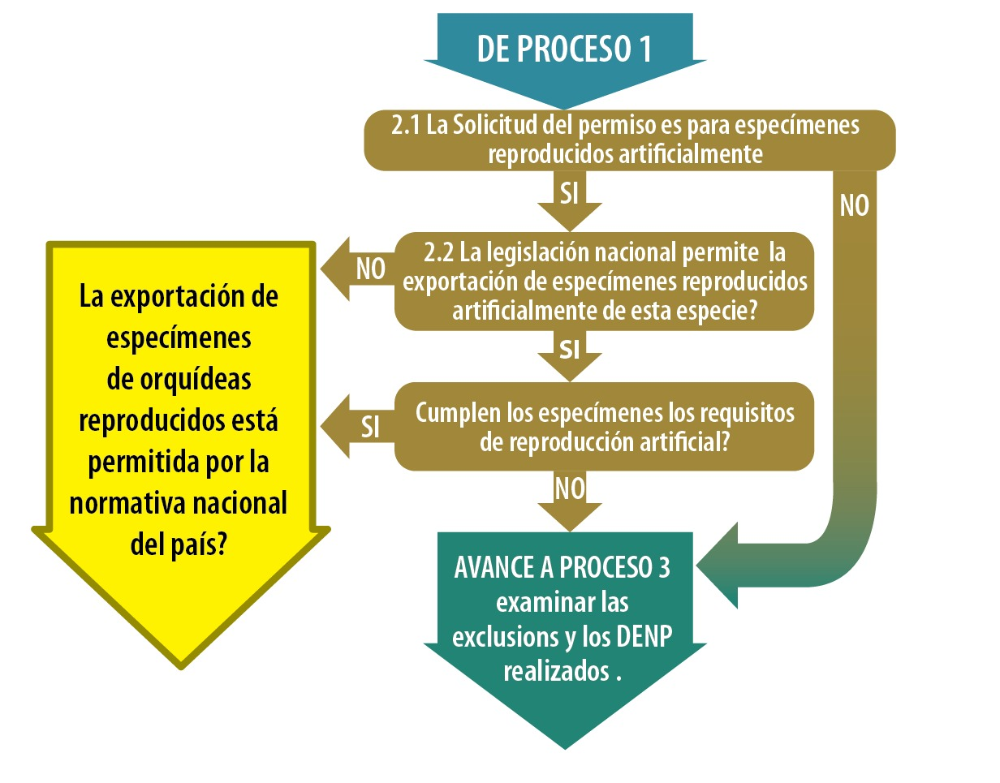 DE PROCESO 1
2.1 La Solicitud del permiso es para especímenes
reproducidos artificialmente
SI
NO
2.2 La legislación nacional permite la
exportación de especímenes reproducidos
artificialmente de esta especie?
NO
SI
Cumplen los especímenes los requisitos
de reproducción artificial?
SI
NO
La exportación de
especímenes
de orquídeas
reproducidos está
permitida por la
normativa nacional
del país?
AVANCE A PROCESO 3
examinar las
exclusions y los DENP
realizados .